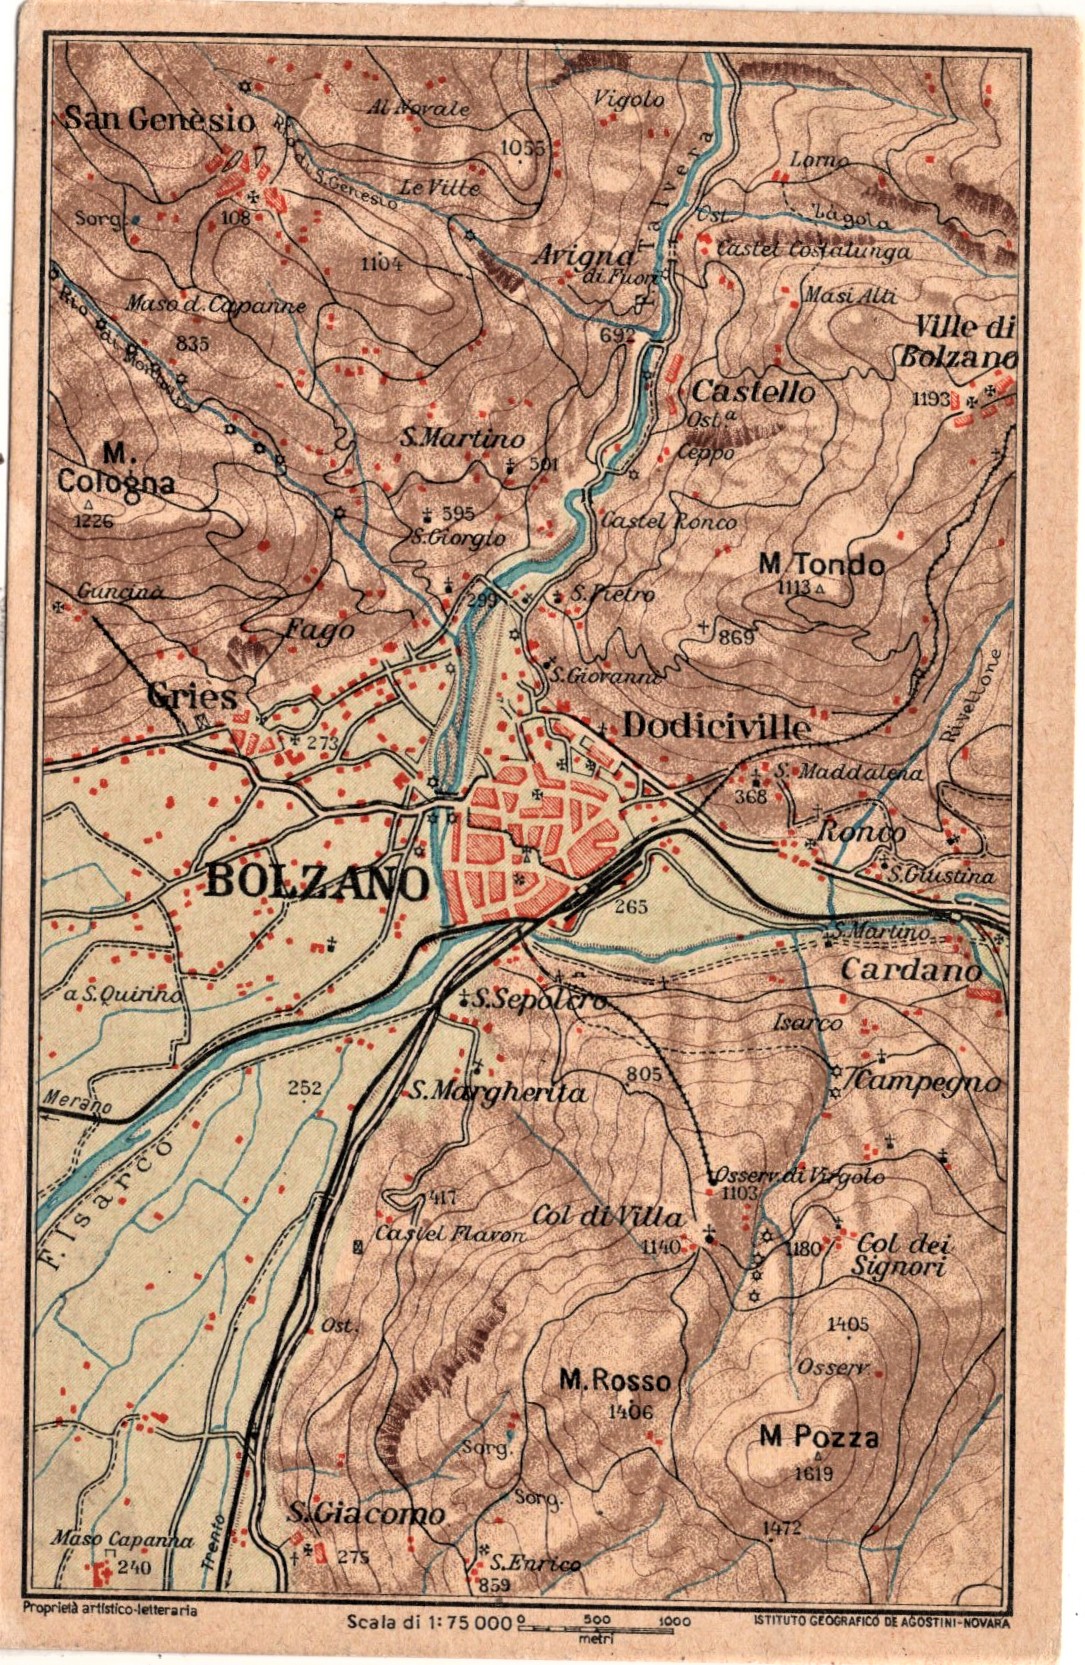 San Genèsio
Al Novale
Vigolo
Rio di S. Genesio
1055
Talvera
Lorno
Le Ville
Sorg.
108
Ost.
Lagola
1104
Avigna
di Fuori
Castel Costalunga
Masi Alti
Maso d. Capanne
Rio
835
692
Ville di
Bolzano
1193
Castello
Ost.a
Ceppo
S. Martino
501
M.
Cologna
1226
595
S. Giorgio
Castel Ronco
M. Tondo
1113
Guncina
299
S. Pietro
Fago
869
S. Giovanni
Rivellone
Gries
273
Dodiciville
S. Maddalena
368
Ronco
BOLZANO
265
S. Giustina
S. Martino
Cardano
a S. Quirino
S. Sepolcro
Isarco
Merano
252
S. Margherita
805
Campegno
F. Isarco
417
Osserv. di Virgolo
1103
Castel Flavon
Col di Villa
1140
1180
Col dei
Signori
Ost.
1405
Osserv.
M. Rosso
1406
M Pozza
1619
Sorg.
Sorg.
S. Giacomo
275
1472
Maso Capanna
240
Trento
S. Enrico
859
Proprietà artistico-letteraria
Scala di 1:75 000
0 500 1000
metri
ISTITUTO GEOGRAFICO DE AGOSTINI-NOVARA